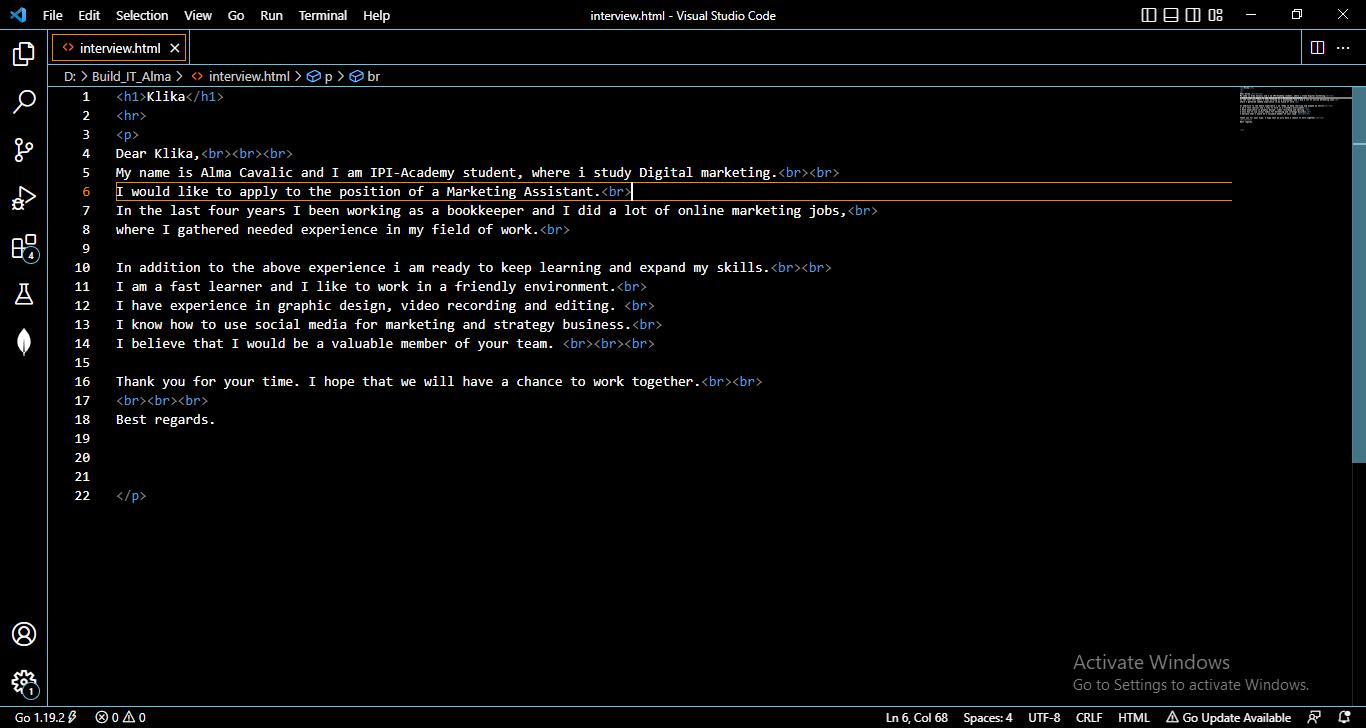 File Edit Selection View Go Run Terminal Help
interview.html - Visual Studio Code
<> interview.html ×
D: > Build_IT_Alma > <> interview.html > p > br
1 <h1>Klika</h1>
2 <hr>
3 <p>
4 Dear Klika,<br><br><br>
5 My name is Alma Cavalic and I am IPI-Academy student, where i study Digital marketing.<br><br>
6 I would like to apply to the position of a Marketing Assistant.<br>
7 In the last four years I been working as a bookkeeper and I did a lot of online marketing jobs,<br>
8 where I gathered needed experience in my field of work.<br>
9
10 In addition to the above experience i am ready to keep learning and expand my skills.<br><br>
11 I am a fast learner and I like to work in a friendly environment.<br>
12 I have experience in graphic design, video recording and editing. <br>
13 I know how to use social media for marketing and strategy business.<br>
14 I believe that I would be a valuable member of your team. <br><br><br>
15
16 Thank you for your time. I hope that we will have a chance to work together.<br><br>
17 <br><br><br>
18 Best regards.
19
20
21
22 </p>
4
1
Activate Windows
Go to Settings to activate Windows.
Go 1.19.2 0 0 Ln 6, Col 68 Spaces: 4 UTF-8 CRLF HTML Go Update Available